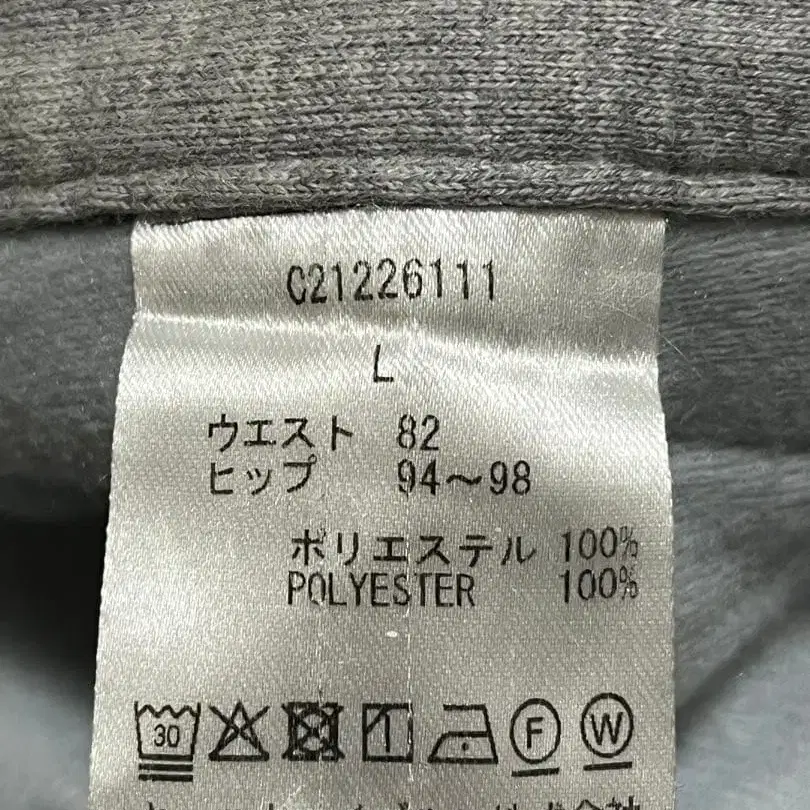 C21226111
L
ウエスト 82
ヒップ 94～98
ポリエステル 100%
POLYESTER 100%
30 F W